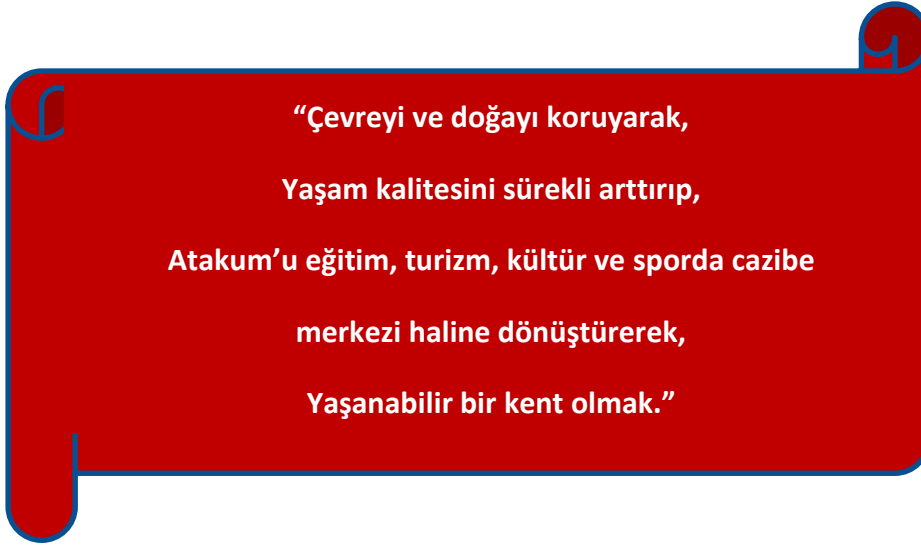 “Çevreyi ve doğayı koruyarak,
Yaşam kalitesini sürekli arttırıp,
Atakum’u eğitim, turizm, kültür ve sporda cazibe
merkezi haline dönüştürerek,
Yaşanabilir bir kent olmak.”